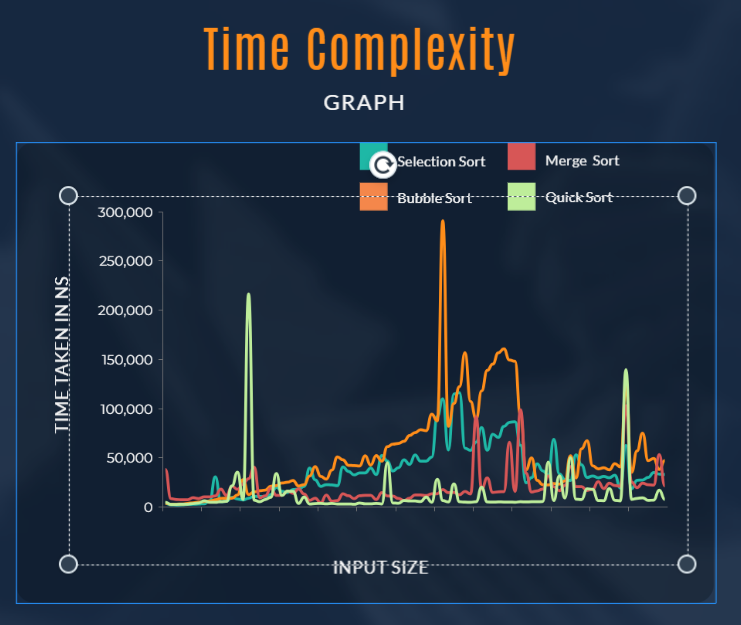 Time Complexity
GRAPH
Selection Sort
Merge Sort
Bubble Sort
Quick Sort
300,000
250,000
200,000
150,000
100,000
50,000
0
TIME TAKEN IN NS
INPUT SIZE